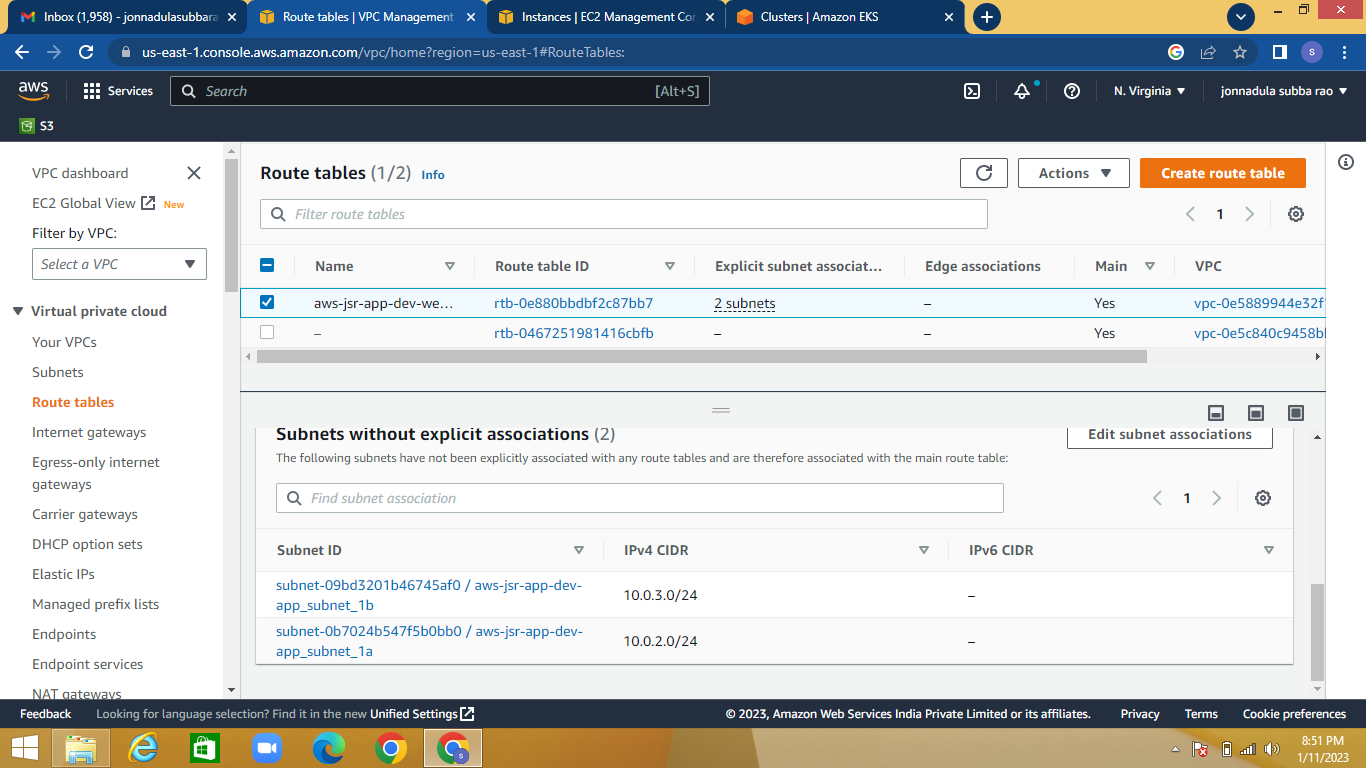 Inbox (1,958) - jonnadulasubbara
Route tables | VPC Management
Instances | EC2 Management Con
Clusters | Amazon EKS
us-east-1.console.aws.amazon.com/vpc/home?region=us-east-1#RouteTables:
S
aws
Services
Search
[Alt+S]
N. Virginia
jonnadula subba rao
S3
VPC dashboard
EC2 Global View
New
Filter by VPC:
Select a VPC
Virtual private cloud
Your VPCs
Subnets
Route tables
Internet gateways
Egress-only internet
gateways
Carrier gateways
DHCP option sets
Elastic IPs
Managed prefix lists
Endpoints
Endpoint services
NAT gateways
Route tables (1/2) Info
Actions
Create route table
Filter route tables
1
Name Route table ID Explicit subnet associat... Edge associations Main VPC
aws-jsr-app-dev-we... rtb-0e880bbdbf2c87bb7 2 subnets – Yes vpc-0e5889944e32f
– rtb-0467251981416cbfb – – Yes vpc-0e5c840c9458b
Subnets without explicit associations (2)
Edit subnet associations
The following subnets have not been explicitly associated with any route tables and are therefore associated with the main route table:
Find subnet association
1
Subnet ID IPv4 CIDR IPv6 CIDR
subnet-09bd3201b46745af0 / aws-jsr-app-dev-
app_subnet_1b
10.0.3.0/24 –
subnet-0b7024b547f5b0bb0 / aws-jsr-app-dev-
app_subnet_1a
10.0.2.0/24 –
Feedback
Looking for language selection? Find it in the new Unified Settings
© 2023, Amazon Web Services India Private Limited or its affiliates.
Privacy
Terms
Cookie preferences
8:51 PM
1/11/2023